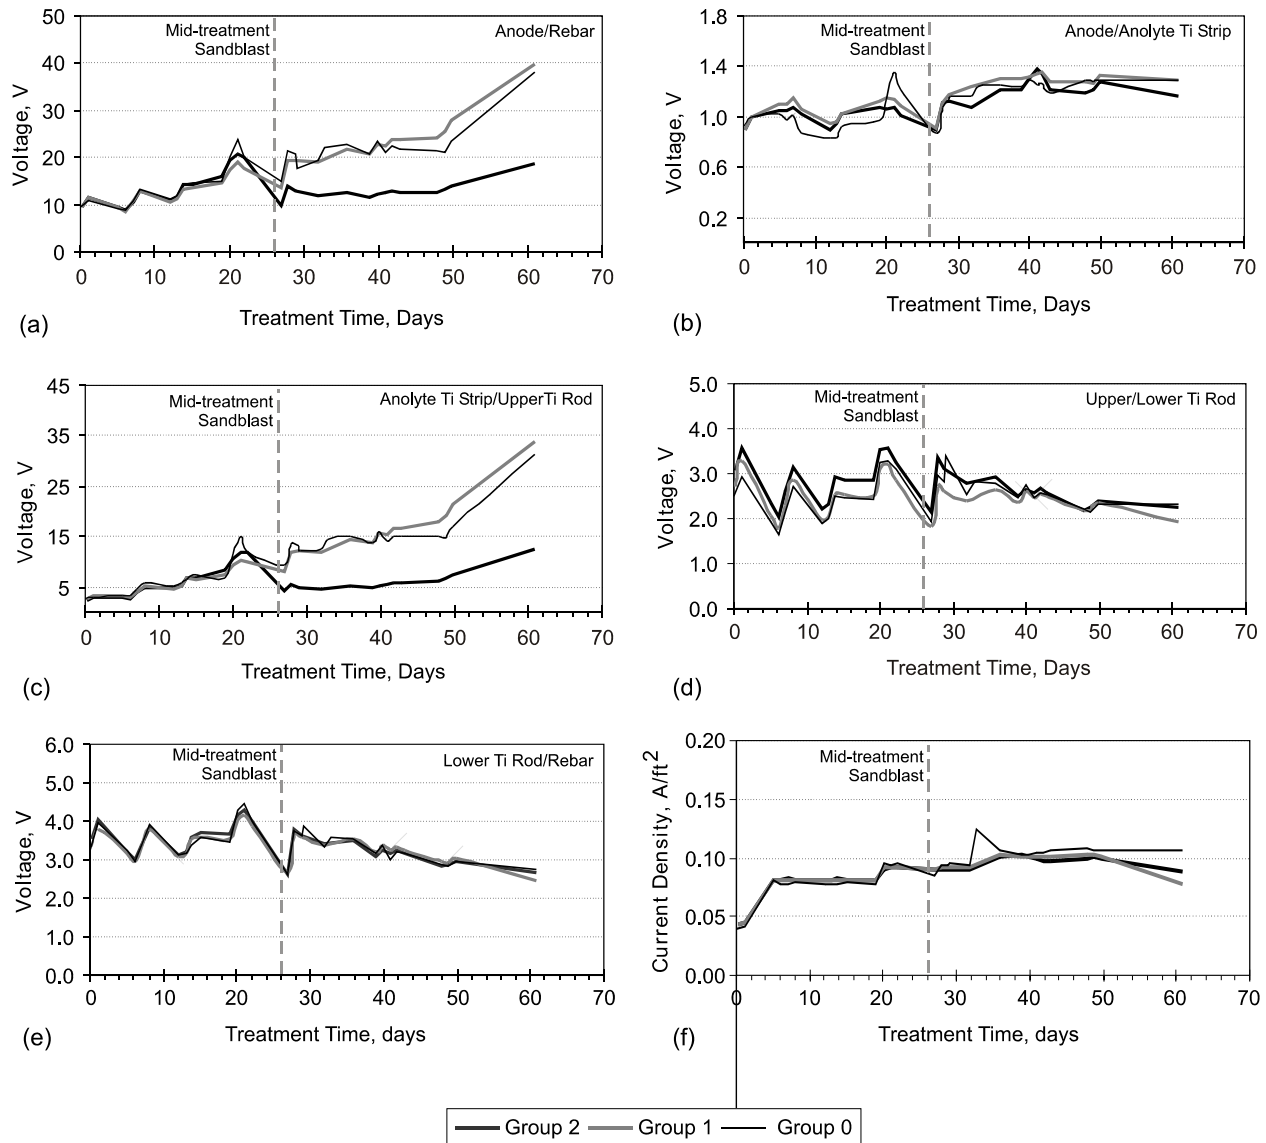 50
40
30
20
10
0
Voltage, V
Mid-treatment
Sandblast
Anode/Rebar
0 10 20 30 40 50 60 70
Treatment Time, Days
(a)
1.8
1.4
1.0
0.6
0.2
Voltage, V
Mid-treatment
Sandblast
Anode/Anolyte Ti Strip
0 10 20 30 40 50 60 70
Treatment Time, Days
(b)
45
35
25
15
5
Voltage, V
Mid-treatment
Sandblast
Anolyte Ti Strip/UpperTi Rod
0 10 20 30 40 50 60 70
Treatment Time, Days
(c)
5.0
4.0
3.0
2.0
1.0
0.0
Voltage, V
Mid-treatment
Sandblast
Upper/Lower Ti Rod
0 10 20 30 40 50 60 70
Treatment Time, Days
(d)
6.0
5.0
4.0
3.0
2.0
1.0
0.0
Voltage, V
Mid-treatment
Sandblast
Lower Ti Rod/Rebar
0 10 20 30 40 50 60 70
Treatment Time, days
(e)
0.20
0.15
0.10
0.05
0.00
Current Density, A/ft²
Mid-treatment
Sandblast
0 10 20 30 40 50 60 70
Treatment Time, days
(f)
Group 2 Group 1 Group 0